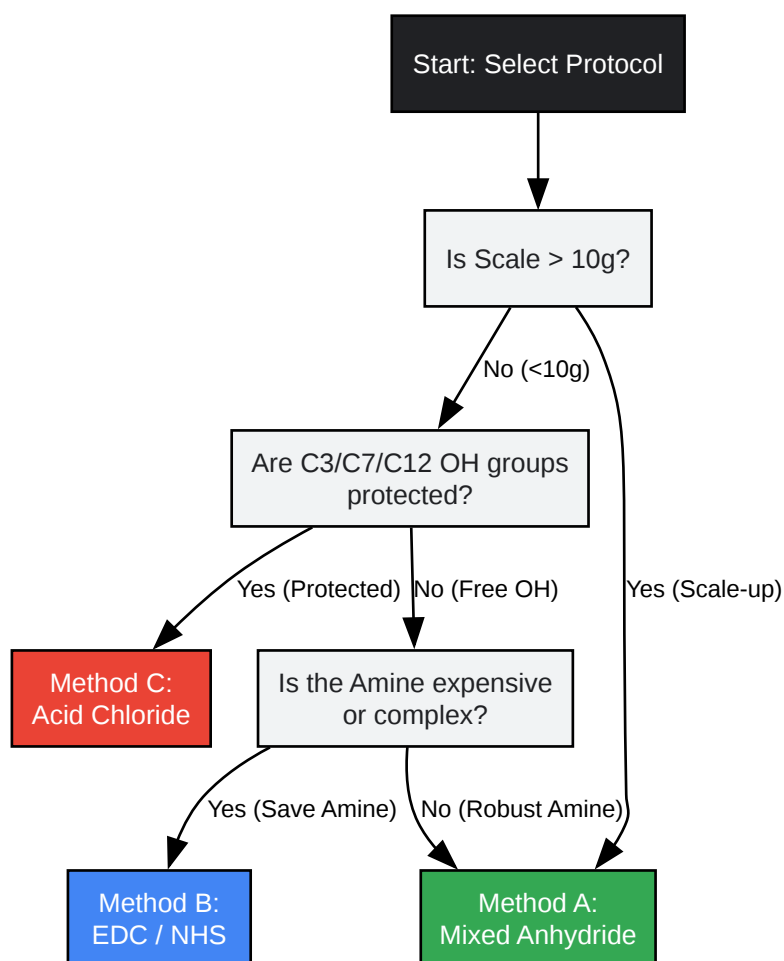 Start: Select Protocol
Is Scale > 10g?
No (<10g)
Are C3/C7/C12 OH groups
protected?
Yes (Protected)
No (Free OH)
Yes (Scale-up)
Method C:
Acid Chloride
Is the Amine expensive
or complex?
Yes (Save Amine)
No (Robust Amine)
Method B:
EDC / NHS
Method A:
Mixed Anhydride